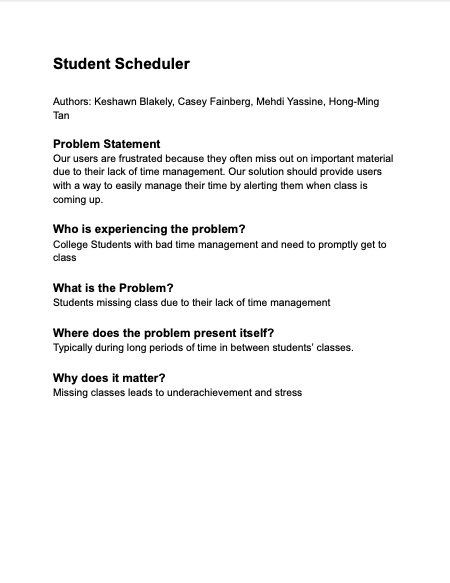 Student Scheduler
Authors: Keshawn Blakely, Casey Fainberg, Mehdi Yassine, Hong-Ming
Tan
Problem Statement
Our users are frustrated because they often miss out on important material
due to their lack of time management. Our solution should provide users
with a way to easily manage their time by alerting them when class is
coming up.
Who is experiencing the problem?
College Students with bad time management and need to promptly get to
class
What is the Problem?
Students missing class due to their lack of time management
Where does the problem present itself?
Typically during long periods of time in between students’ classes.
Why does it matter?
Missing classes leads to underachievement and stress